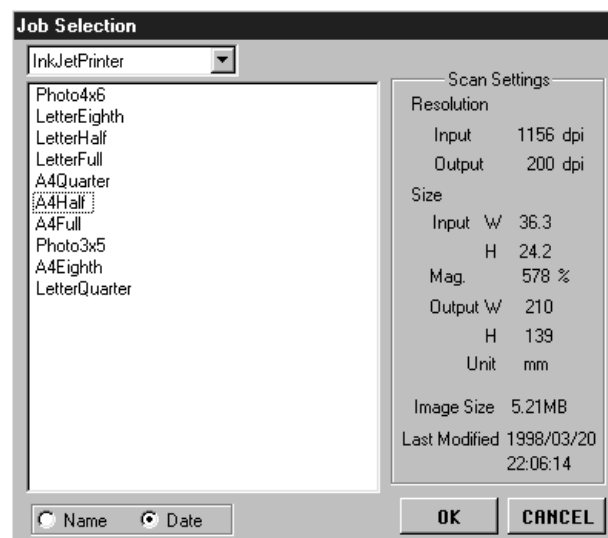 Job Selection
InkJetPrinter
Photo4x6
LetterEighth
LetterHalf
LetterFull
A4Quarter
A4Half
A4Full
Photo3x5
A4Eighth
LetterQuarter
Name Date
Scan Settings
Resolution
Input 1156 dpi
Output 200 dpi
Size
Input W 36.3
H 24.2
Mag. 578 %
Output W 210
H 139
Unit mm
Image Size 5.21MB
Last Modified 1998/03/20
22:06:14
OK CANCEL